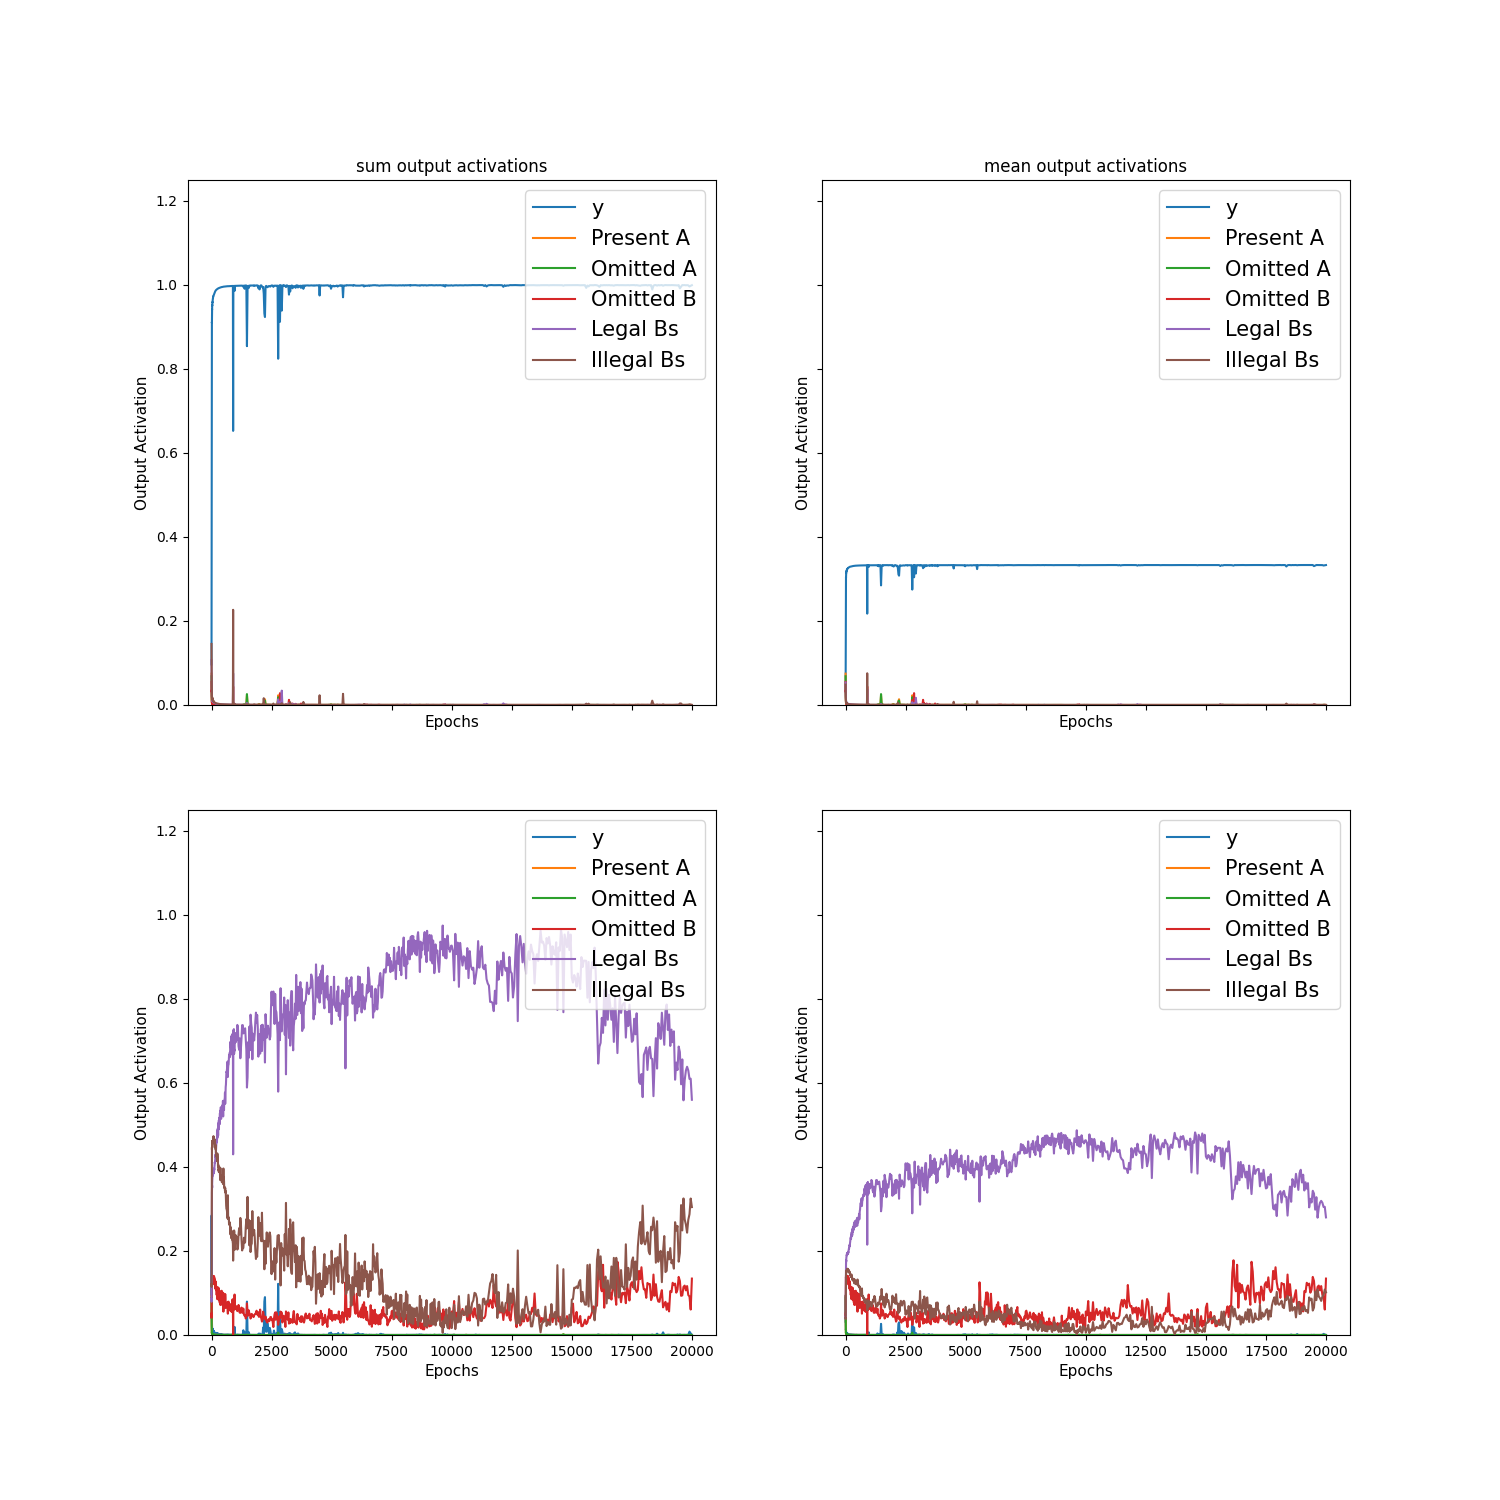 sum output activations
mean output activations
Output Activation
1.2
1.0
0.8
0.6
0.4
0.2
0.0
y
Present A
Omitted A
Omitted B
Legal Bs
Illegal Bs
Epochs
Output Activation
y
Present A
Omitted A
Omitted B
Legal Bs
Illegal Bs
Epochs
Output Activation
1.2
1.0
0.8
0.6
0.4
0.2
0.0
y
Present A
Omitted A
Omitted B
Legal Bs
Illegal Bs
0 2500 5000 7500 10000 12500 15000 17500 20000
Epochs
Output Activation
y
Present A
Omitted A
Omitted B
Legal Bs
Illegal Bs
0 2500 5000 7500 10000 12500 15000 17500 20000
Epochs